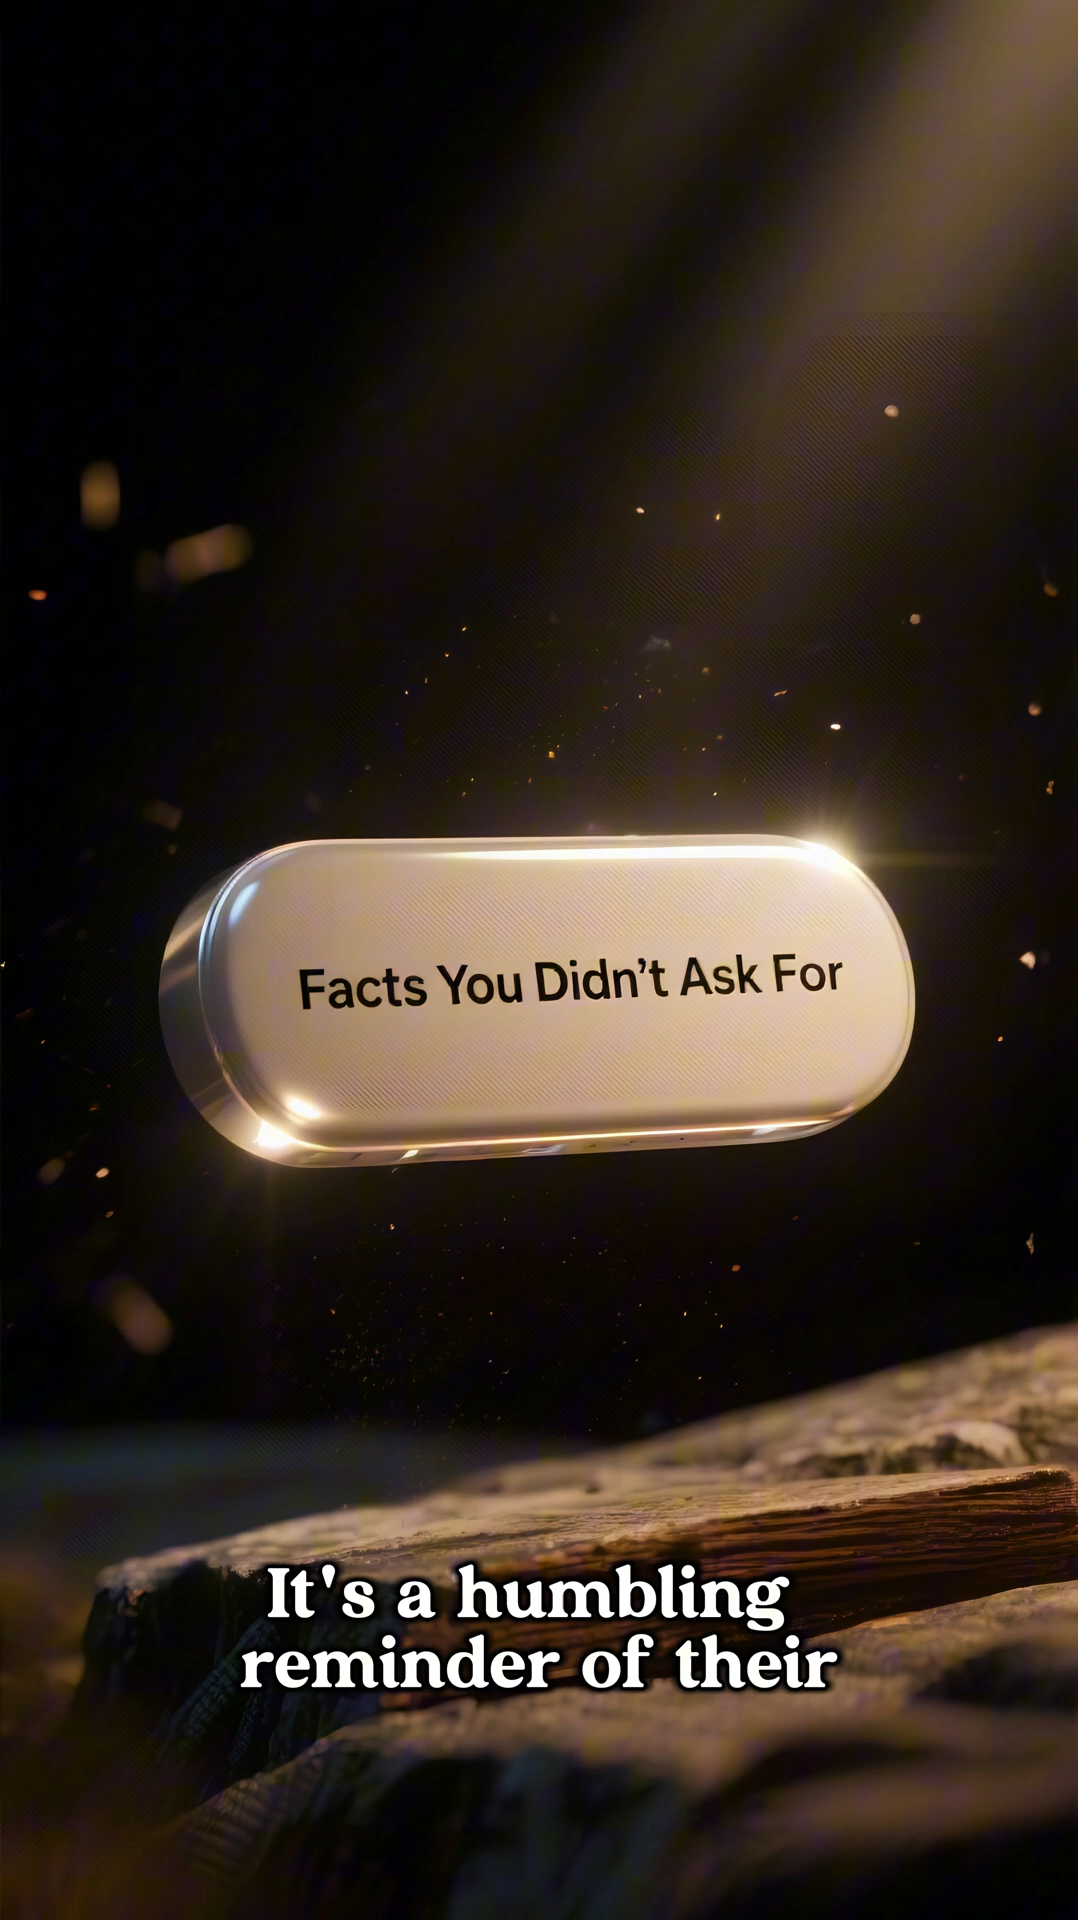 Facts You Didn’t Ask For
It's a humbling
reminder of their